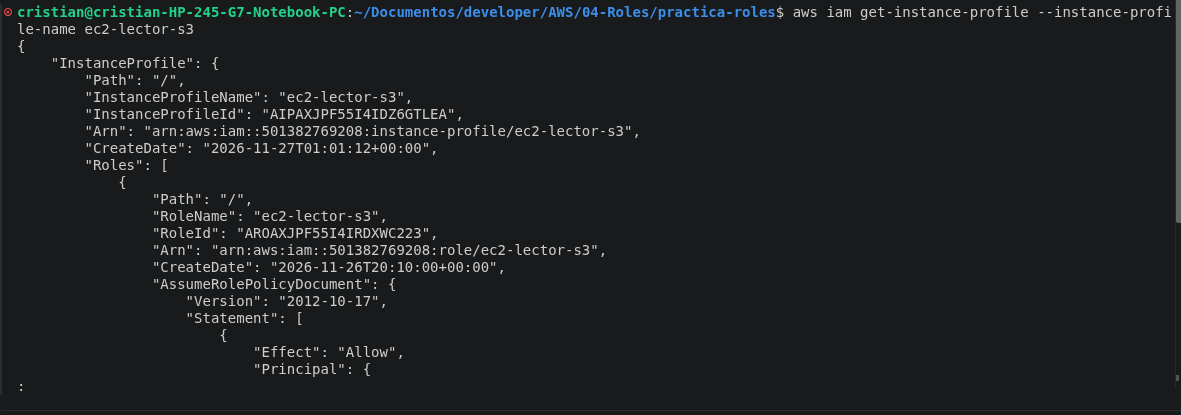 cristian@cristian-HP-245-G7-Notebook-PC:~/Documentos/developer/AWS/04-Roles/practica-roles$ aws iam get-instance-profile --instance-profi
le-name ec2-lector-s3
{
    "InstanceProfile": {
        "Path": "/",
        "InstanceProfileName": "ec2-lector-s3",
        "InstanceProfileId": "AIPAXJPF55I4IDZ6GTLEA",
        "Arn": "arn:aws:iam::501382769208:instance-profile/ec2-lector-s3",
        "CreateDate": "2026-11-27T01:01:12+00:00",
        "Roles": [
            {
                "Path": "/",
                "RoleName": "ec2-lector-s3",
                "RoleId": "AROAXJPF55I4IRDXWC223",
                "Arn": "arn:aws:iam::501382769208:role/ec2-lector-s3",
                "CreateDate": "2026-11-26T20:10:00+00:00",
                "AssumeRolePolicyDocument": {
                    "Version": "2012-10-17",
                    "Statement": [
                        {
                            "Effect": "Allow",
                            "Principal": {
: